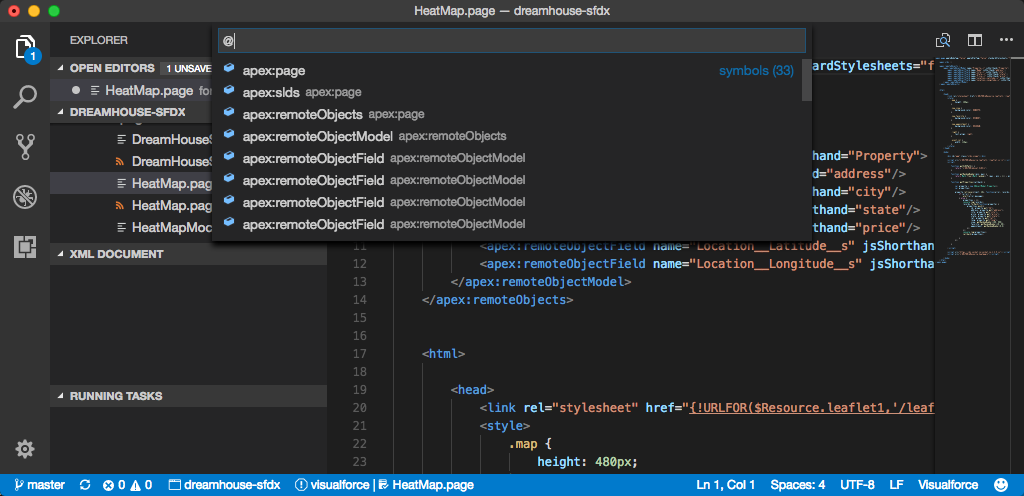 HeatMap.page — dreamhouse-sfdx
EXPLORER
@
1
OPEN EDITORS 1 UNSAVE
HeatMap.page for
DREAMHOUSE-SFDX
DreamHouseS
DreamHouseS
HeatMap.pag
HeatMap.pag
HeatMapMoc
XML DOCUMENT
RUNNING TASKS
apex:page symbols (33)
apex:slds apex:page
apex:remoteObjects apex:page
apex:remoteObjectModel apex:remoteObjects
apex:remoteObjectField apex:remoteObjectModel
apex:remoteObjectField apex:remoteObjectModel
apex:remoteObjectField apex:remoteObjectModel
apex:remoteObjectField apex:remoteObjectModel
ardStylesheets="f
hand="Property">
d="address"/>
hand="city"/>
thand="state"/>
thand="price"/>
11 <apex:remoteObjectField name="Location__Latitude__s" jsShorthan
12 <apex:remoteObjectField name="Location__Longitude__s" jsShortha
13 </apex:remoteObjectModel>
14 </apex:remoteObjects>
15
16
17 <html>
18
19 <head>
20 <link rel="stylesheet" href="{!URLFOR($Resource.leaflet1,'/leaf
21 <style>
22 .map {
23 height: 480px;
master 0 0 dreamhouse-sfdx visualforce | HeatMap.page Ln 1, Col 1 Spaces: 4 UTF-8 LF Visualforce